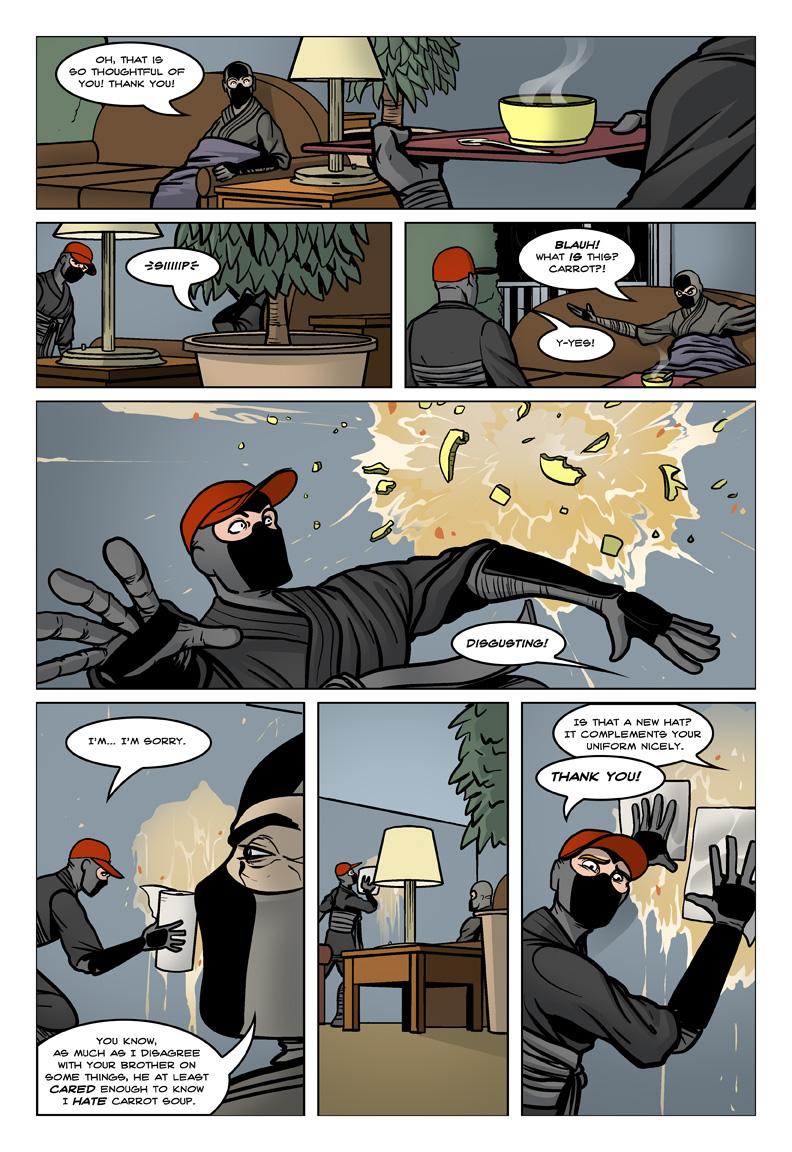 OH, THAT IS
SO THOUGHTFUL OF
YOU! THANK YOU!
SIIIIIP
BLAUH!
WHAT IS THIS?
CARROT?!
Y-YES!
DISGUSTING!
I'M... I'M SORRY.
YOU KNOW,
AS MUCH AS I DISAGREE
WITH YOUR BROTHER ON
SOME THINGS, HE AT LEAST
CARED ENOUGH TO KNOW
I HATE CARROT SOUP.
IS THAT A NEW HAT?
IT COMPLEMENTS YOUR
UNIFORM NICELY.
THANK YOU!